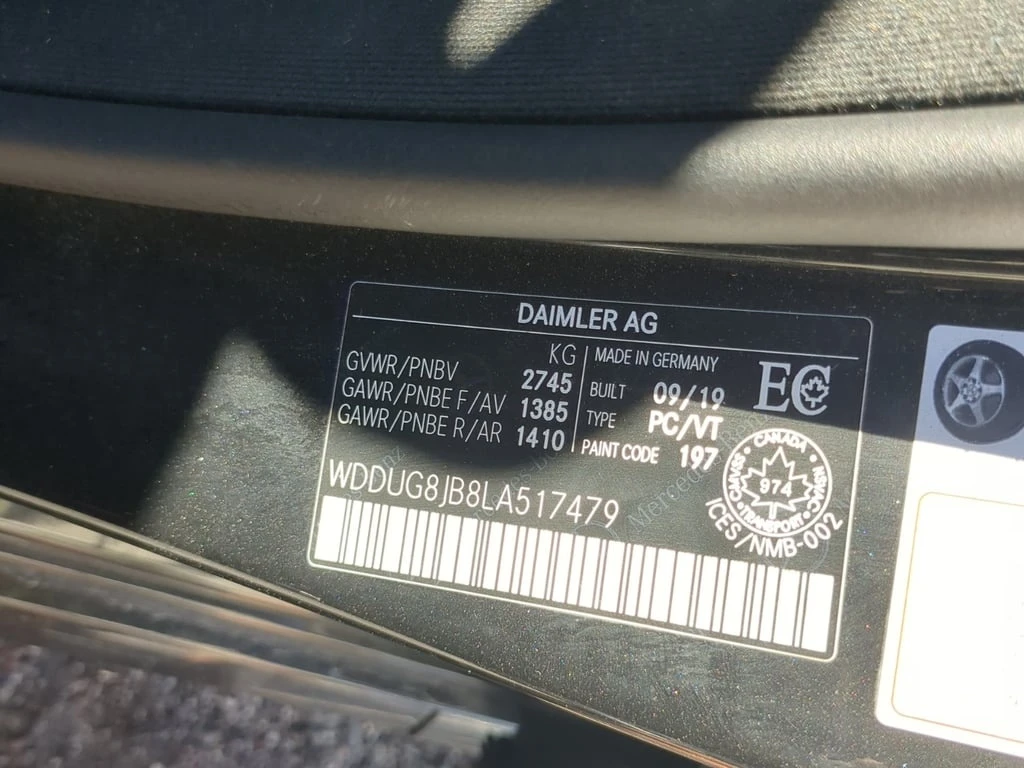 DAIMLER AG
KG
GVWR/PNBV 2745
GAWR/PNBE F/AV 1385
GAWR/PNBE R/AR 1410
MADE IN GERMANY
BUILT 09/19
TYPE PC/VT
PAINT CODE 197
EC
CANADA
974
TRANSPORT
ICES/NMB-002
WDDUG8JB8LA517479